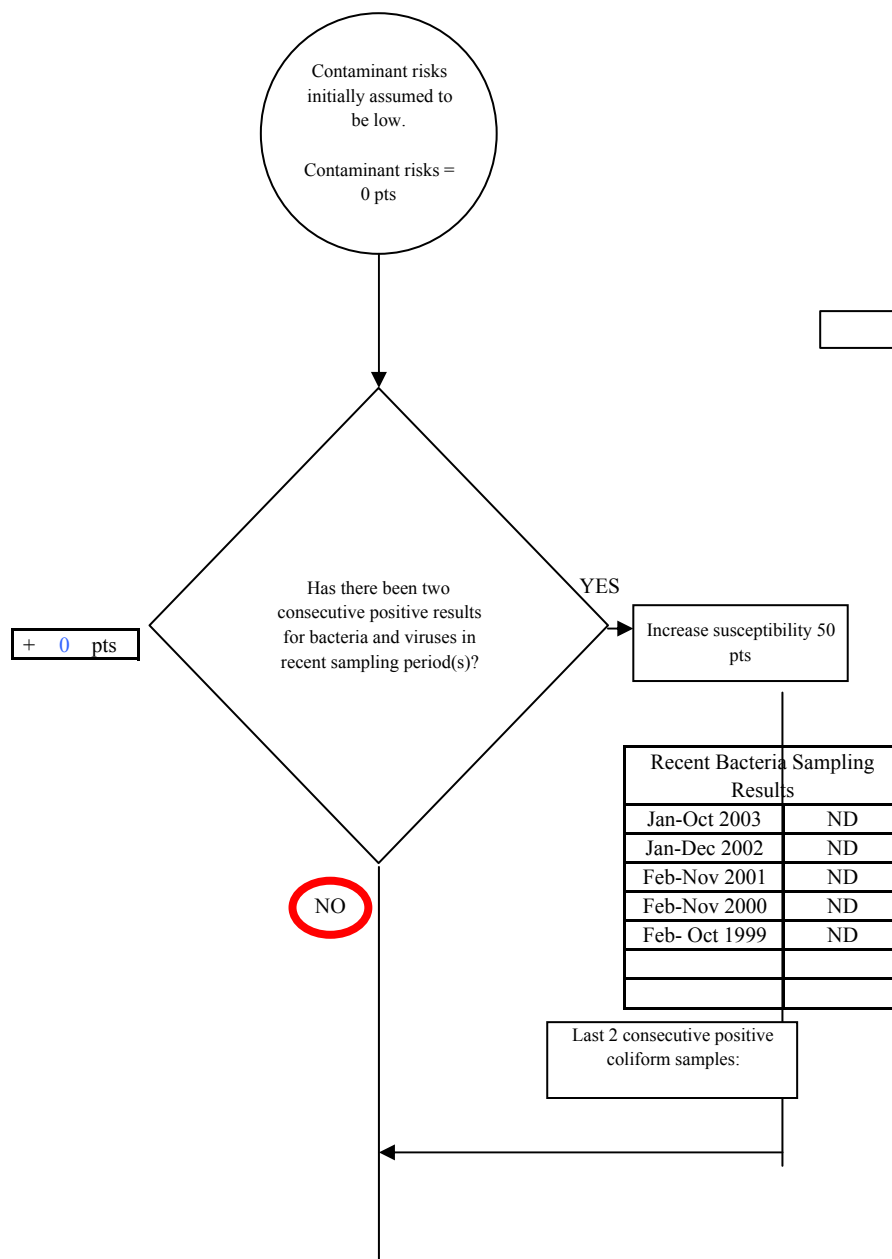 Contaminant risks
initially assumed to
be low.
Contaminant risks =
0 pts
Has there been two
consecutive positive results
for bacteria and viruses in
recent sampling period(s)?
YES
+ 0 pts
Increase susceptibility 50
pts
Recent Bacteria Sampling
Results
Jan-Oct 2003 ND
Jan-Dec 2002 ND
Feb-Nov 2001 ND
Feb-Nov 2000 ND
Feb- Oct 1999 ND
NO
Last 2 consecutive positive
coliform samples: